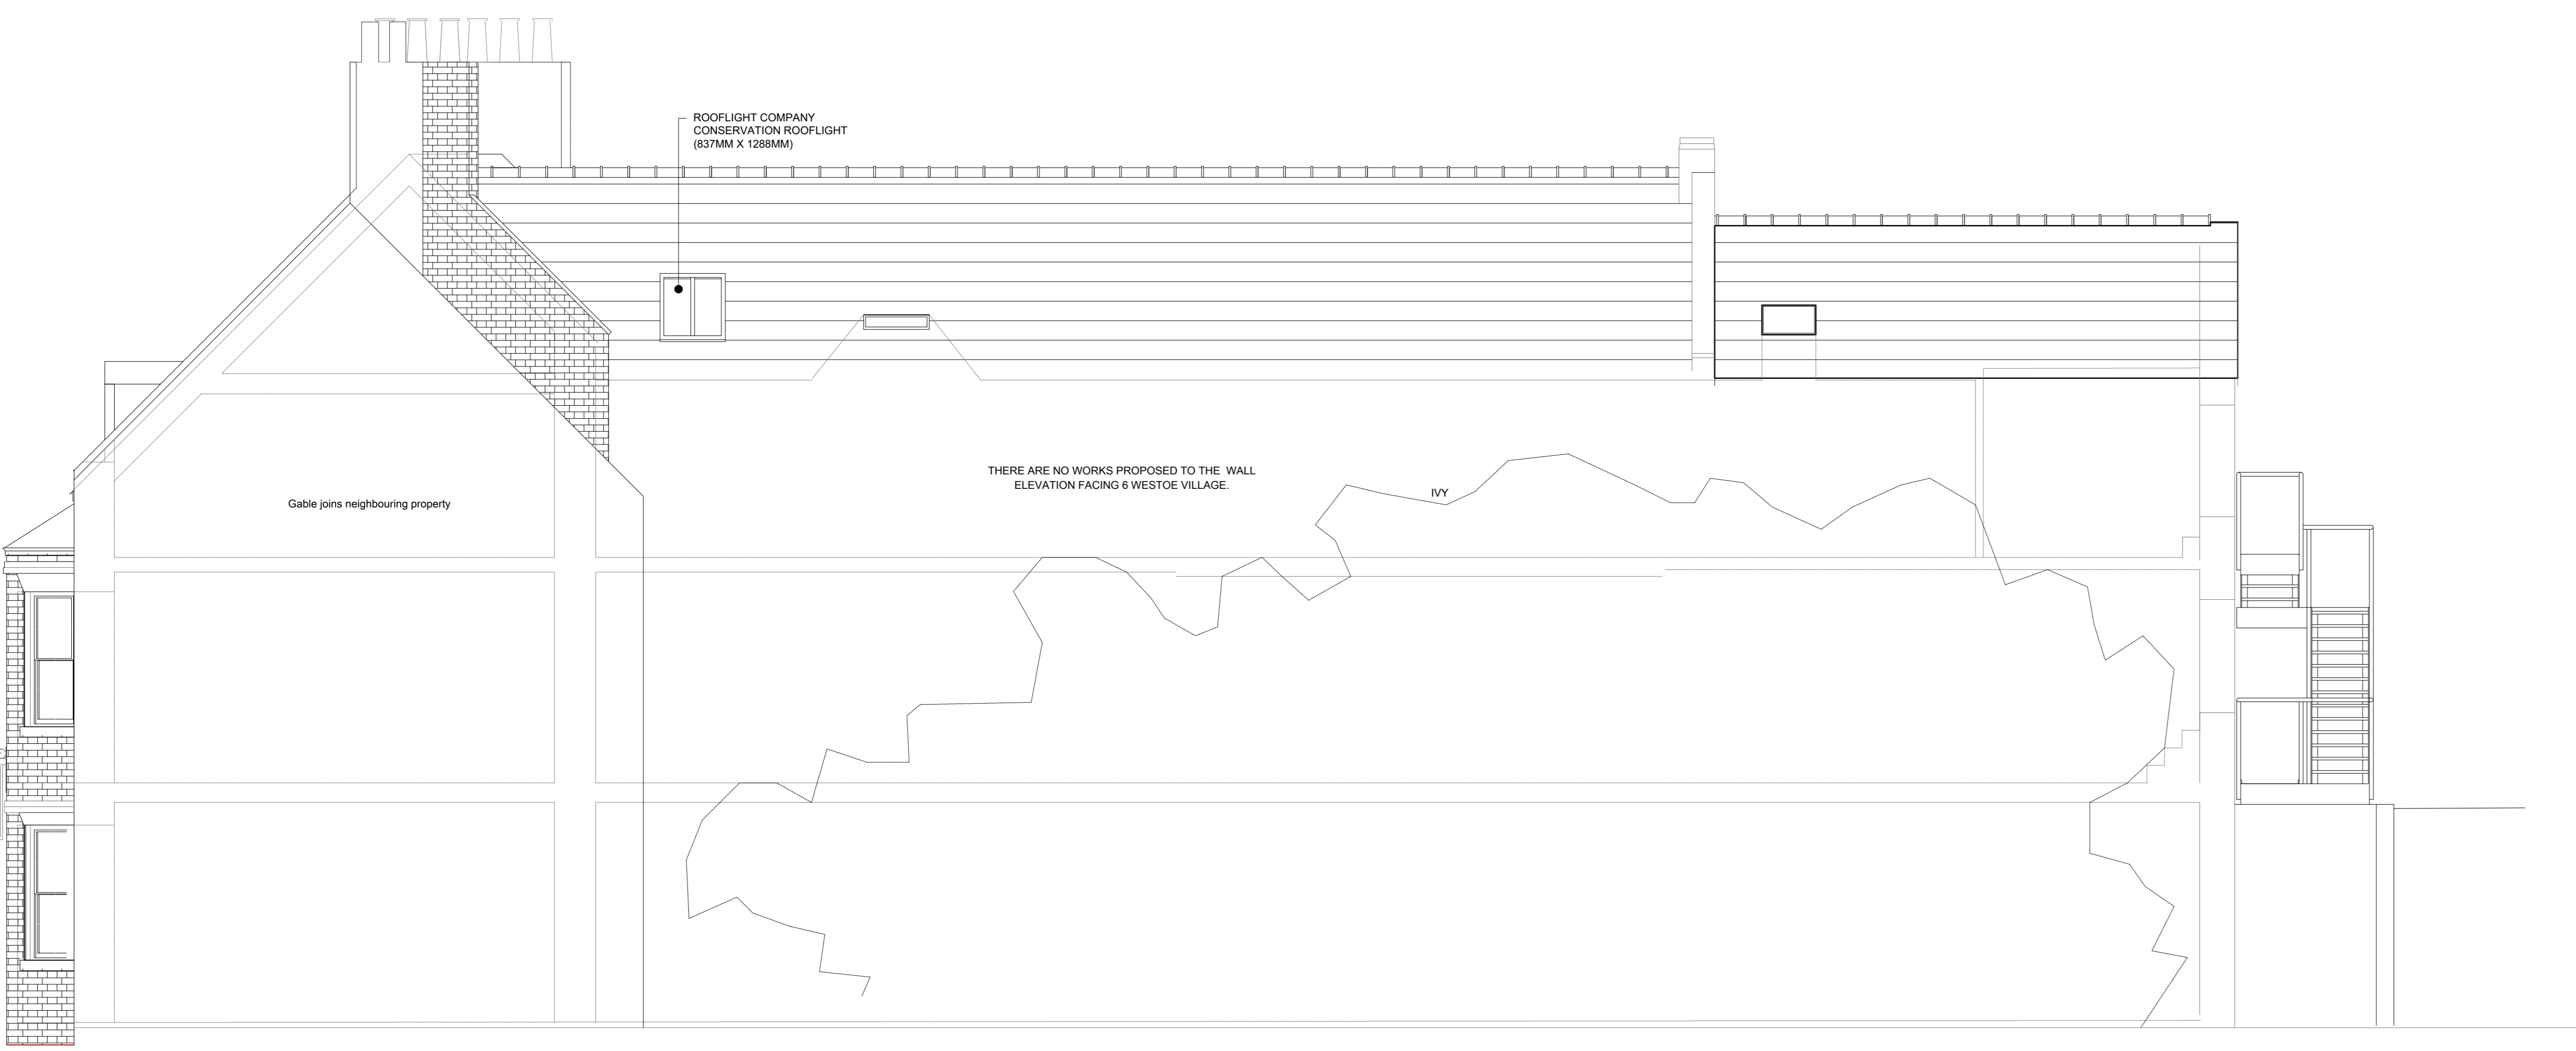 ROOFLIGHT COMPANY
CONSERVATION ROOFLIGHT
(837MM X 1288MM)
THERE ARE NO WORKS PROPOSED TO THE WALL
ELEVATION FACING 6 WESTOE VILLAGE.
IVY
Gable joins neighbouring property